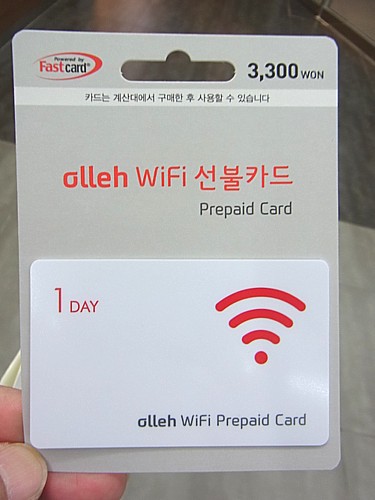 Powered by
Fastcard®
3,300 WON
카드는 계산대에서 구매한 후 사용할 수 있습니다
olleh WiFi 선불카드
Prepaid Card
1 DAY
olleh WiFi Prepaid Card